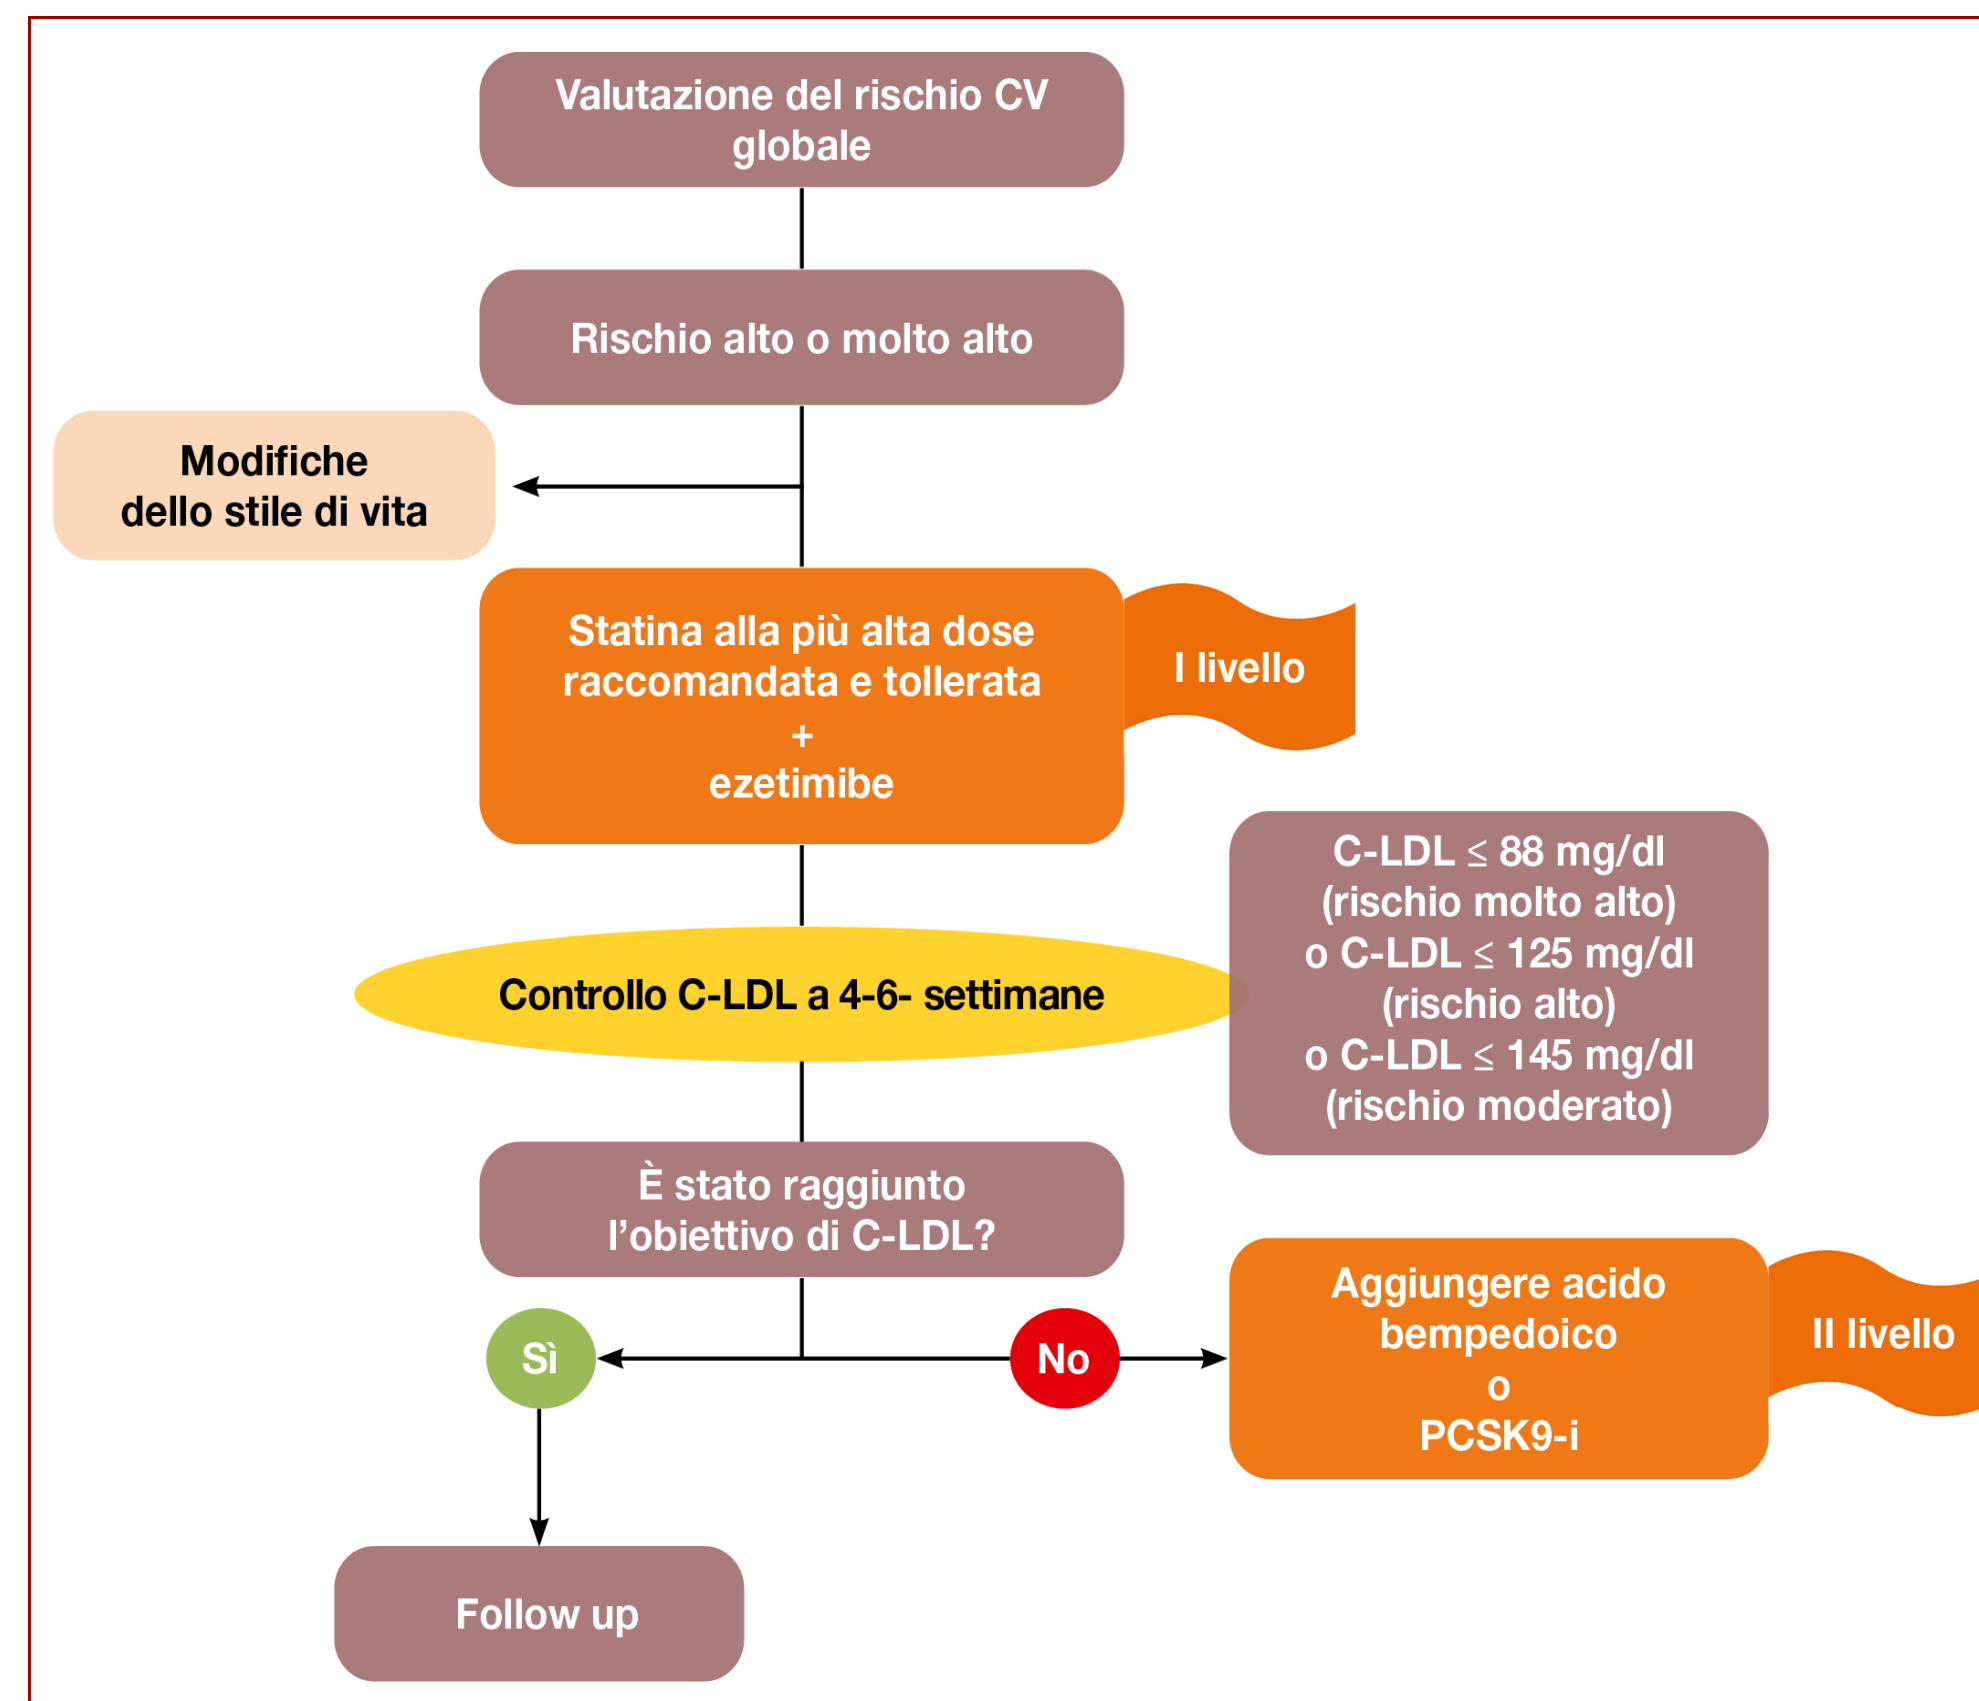 Valutazione del rischio CV
globale
Rischio alto o molto alto
Modifiche
dello stile di vita
Statina alla più alta dose
raccomandata e tollerata
+
ezetimibe
I livello
C-LDL ≤ 88 mg/dl
(rischio molto alto)
o C-LDL ≤ 125 mg/dl
(rischio alto)
o C-LDL ≤ 145 mg/dl
(rischio moderato)
Controllo C-LDL a 4-6- settimane
È stato raggiunto
l’obiettivo di C-LDL?
Sì
No
Aggiungere acido
bempedoico
o
PCSK9-i
II livello
Follow up